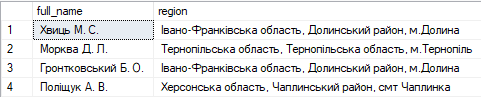 full_name region
1 Хвиць М. С. Івано-Франківська область, Долинський район, м.Долина
2 Морква Д. Л. Тернопільська область, Тернопільська область, м.Тернопіль
3 Гронтковський Б. О. Івано-Франківська область, Долинський район, м.Долина
4 Поліщук А. В. Херсонська область, Чаплинський район, смт Чаплинка